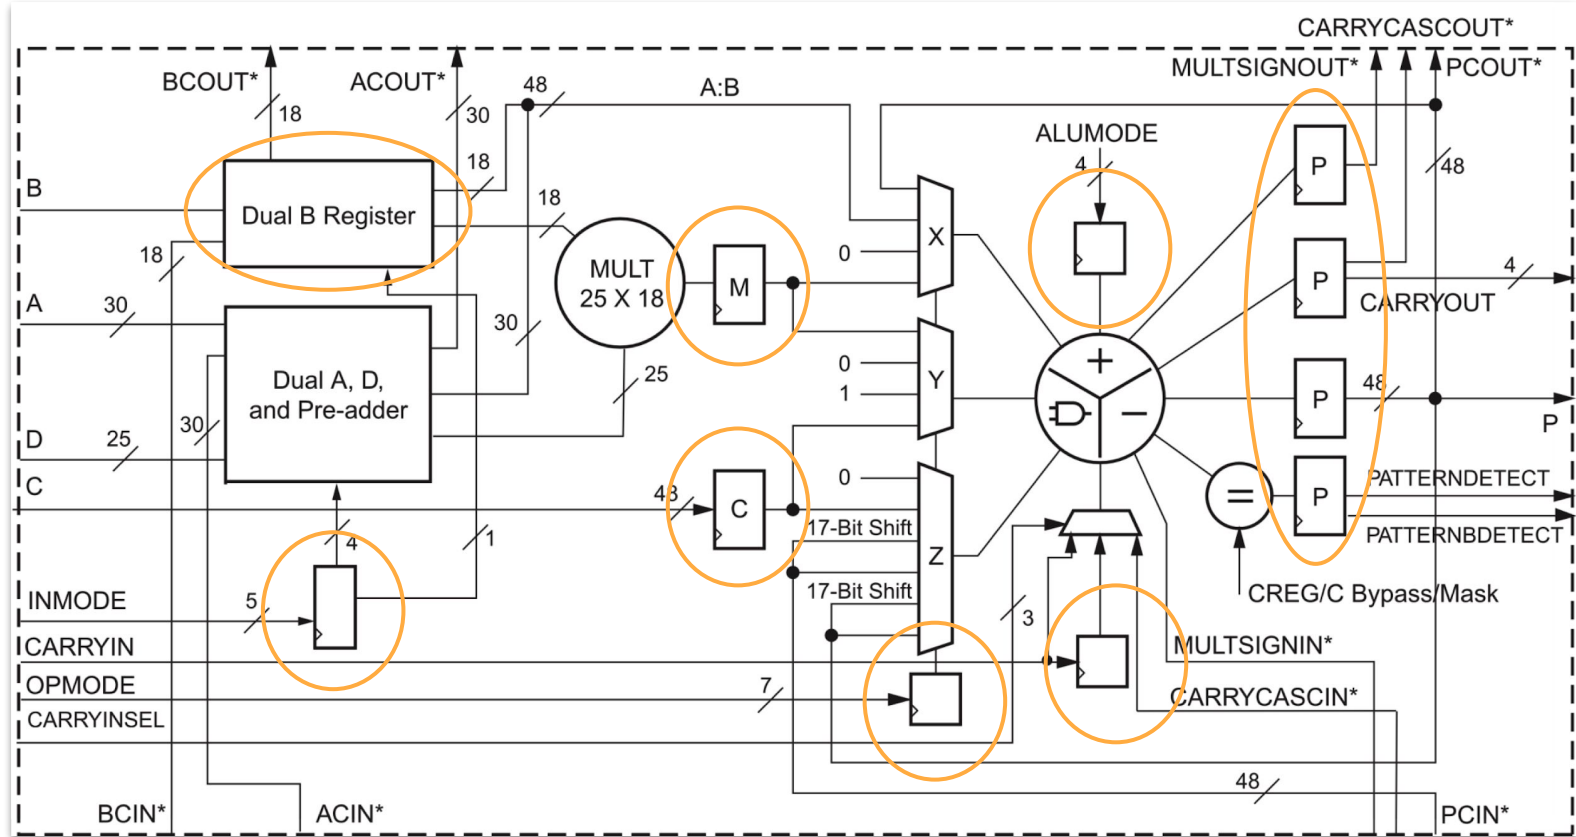 CARRYCASCOUT*
BCOUT*
ACOUT*
MULTSIGNOUT*
PCOUT*
48
A:B
18
30
ALUMODE
4
P
48
18
B
Dual B Register
18
X
18
0
MULT
25 X 18
M
P
4
CARRYOUT
A
30
30
0
Y
1
+
−
Dual A, D,
and Pre-adder
25
48
P
P
30
D
25
C
0
48
C
17-Bit Shift
Z
17-Bit Shift
=
P
PATTERNDETECT
PATTERNBDETECT
4
1
INMODE
5
3
CREG/C Bypass/Mask
CARRYIN
MULTSIGNIN*
OPMODE
7
CARRYCASCIN*
CARRYINSEL
48
BCIN*
ACIN*
PCIN*